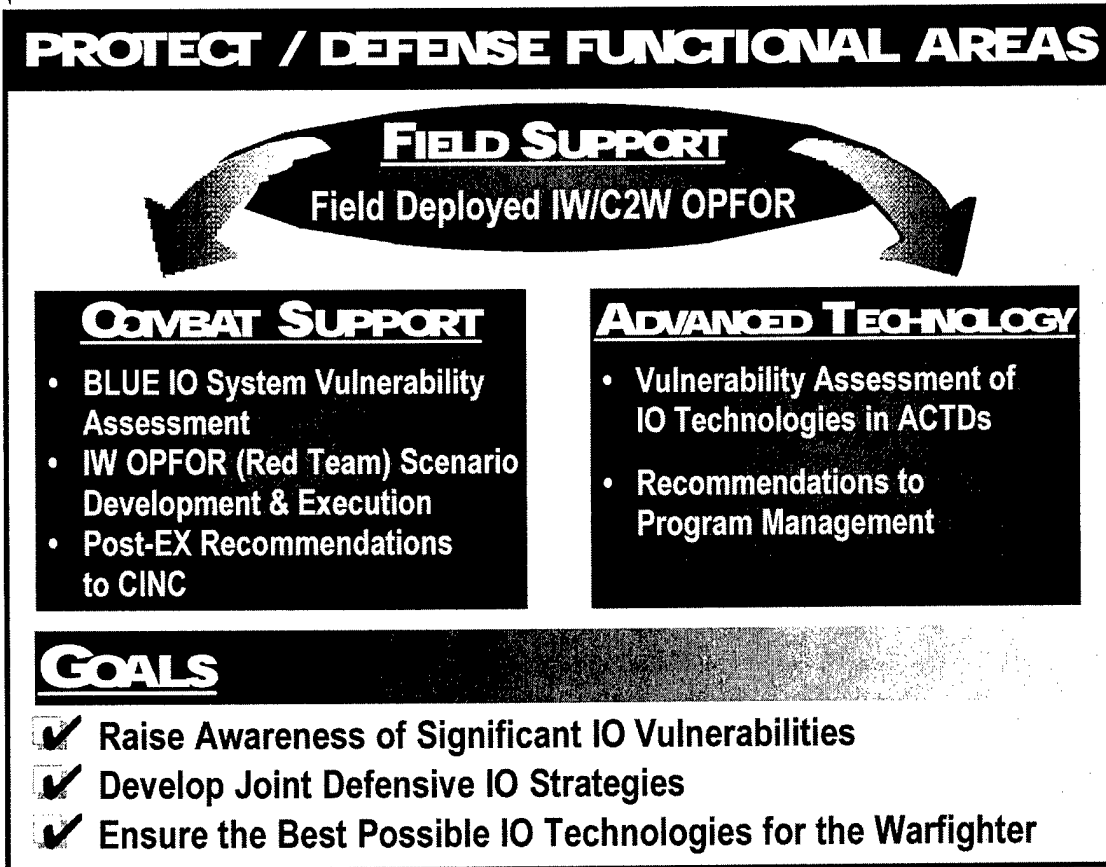 PROTECT / DEFENSE FUNCTIONAL AREAS
FIELD SUPPORT
Field Deployed IW/C2W OPFOR
COMBAT SUPPORT
• BLUE IO System Vulnerability
Assessment
• IW OPFOR (Red Team) Scenario
Development & Execution
• Post-EX Recommendations
to CINC
ADVANCED TECHNOLOGY
• Vulnerability Assessment of
IO Technologies in ACTDs
• Recommendations to
Program Management
GOALS
✔ Raise Awareness of Significant IO Vulnerabilities
✔ Develop Joint Defensive IO Strategies
✔ Ensure the Best Possible IO Technologies for the Warfighter